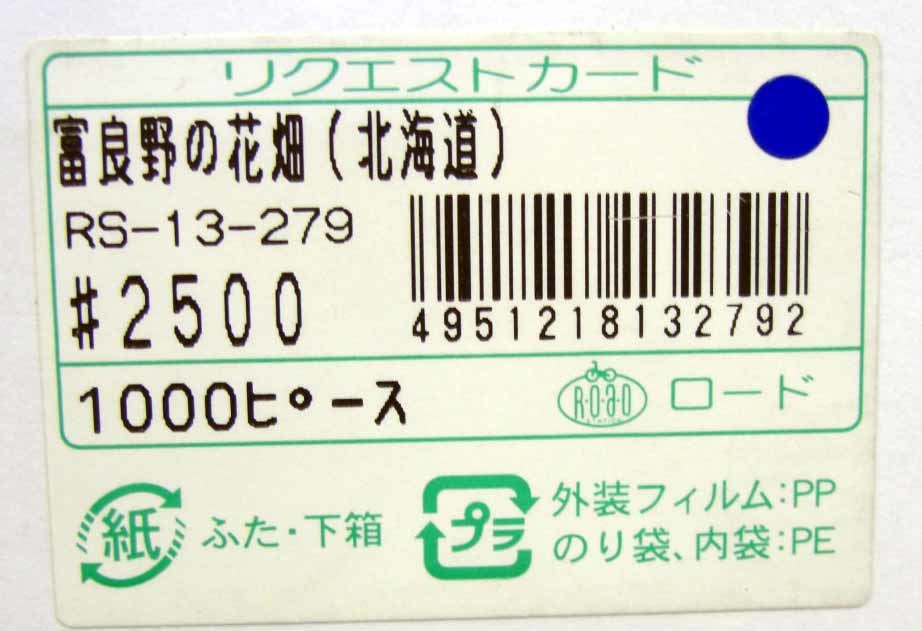 リクエストカード
富良野の花畑(北海道)
RS-13-279
#2500
4951218132792
1000ピース
R・O・a・D
ロード
紙
ふた・下箱
プラ
外装フィルム:PP
のり袋、内袋:PE